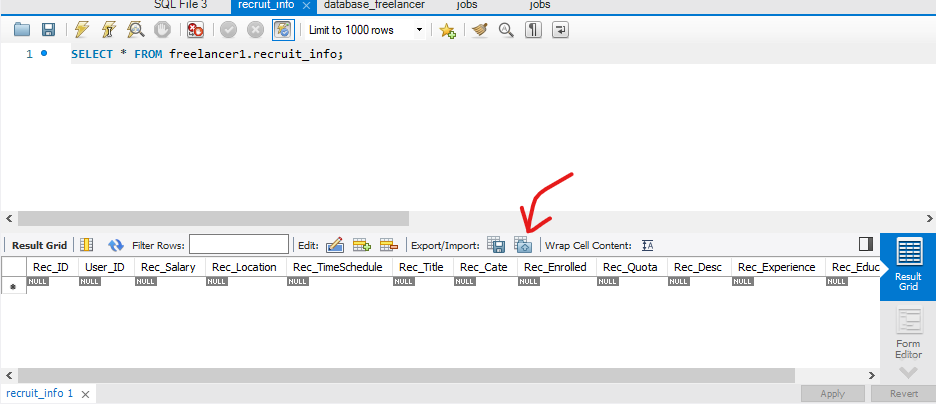 SQL File 3 recruit_info database_freelancer jobs jobs
Limit to 1000 rows
1 SELECT * FROM freelancer1.recruit_info;
Result Grid Filter Rows: Edit: Export/Import: Wrap Cell Content:
Rec_ID User_ID Rec_Salary Rec_Location Rec_TimeSchedule Rec_Title Rec_Cate Rec_Enrolled Rec_Quota Rec_Desc Rec_Experience Rec_Educ
* NULL NULL NULL NULL NULL NULL NULL NULL NULL NULL NULL NULL
Result
Grid
Form
Editor
recruit_info 1 Apply Revert